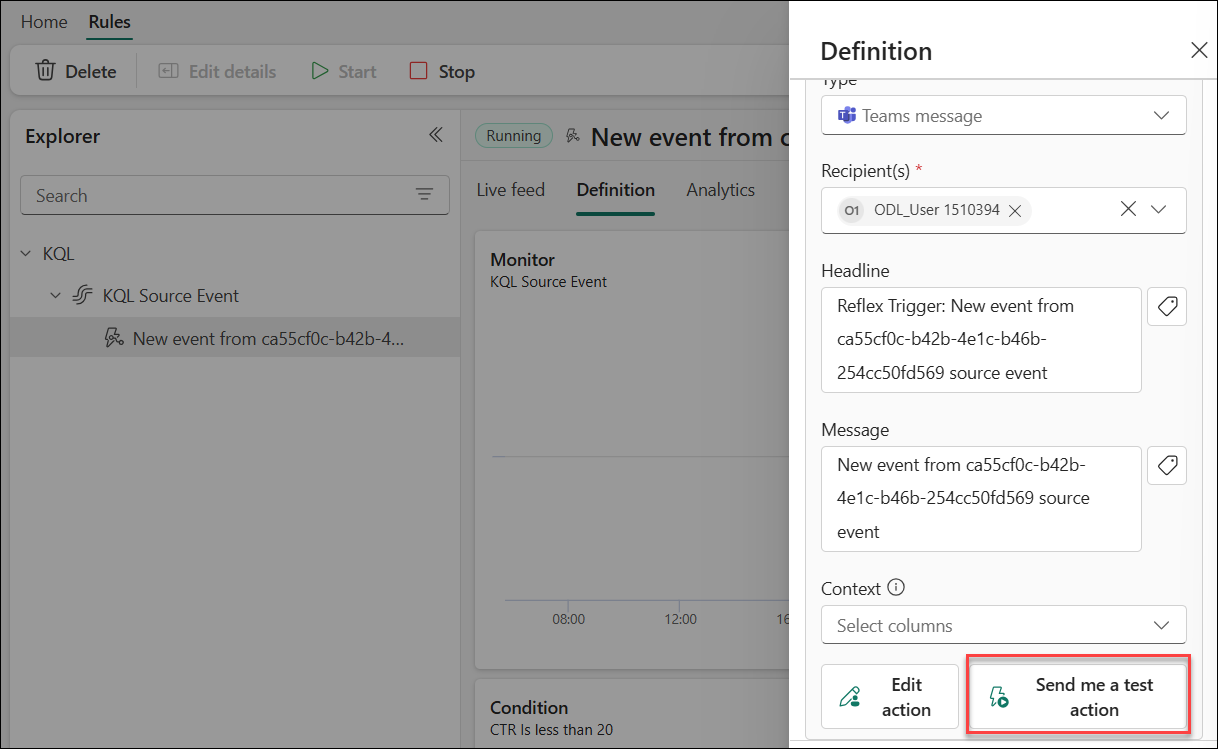 Home Rules
Delete Edit details Start Stop
Explorer
Search
KQL
KQL Source Event
New event from ca55cf0c-b42b-4...
Running New event from c
Live feed Definition Analytics
Monitor
KQL Source Event
08:00 12:00 16
Condition
CTR Is less than 20
Definition
Type
Teams message
Recipient(s) *
O1 ODL_User 1510394
Headline
Reflex Trigger: New event from
ca55cf0c-b42b-4e1c-b46b-
254cc50fd569 source event
Message
New event from ca55cf0c-b42b-
4e1c-b46b-254cc50fd569 source
event
Context
Select columns
Edit
action
Send me a test
action